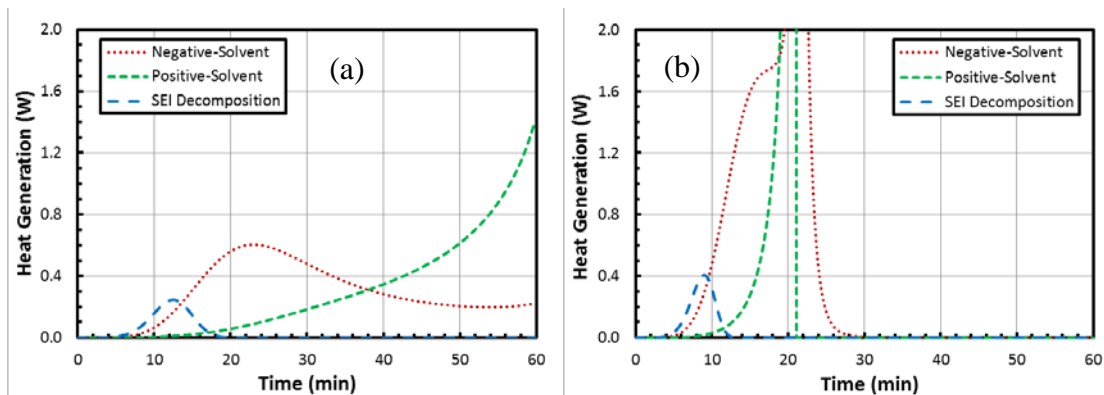 Negative-Solvent
Positive-Solvent
SEI Decomposition
(a)
Heat Generation (W)
2.0
1.6
1.2
0.8
0.4
0.0
0 10 20 30 40 50 60
Time (min)
(b)
Negative-Solvent
Positive-Solvent
SEI Decomposition
Heat Generation (W)
2.0
1.6
1.2
0.8
0.4
0.0
0 10 20 30 40 50 60
Time (min)